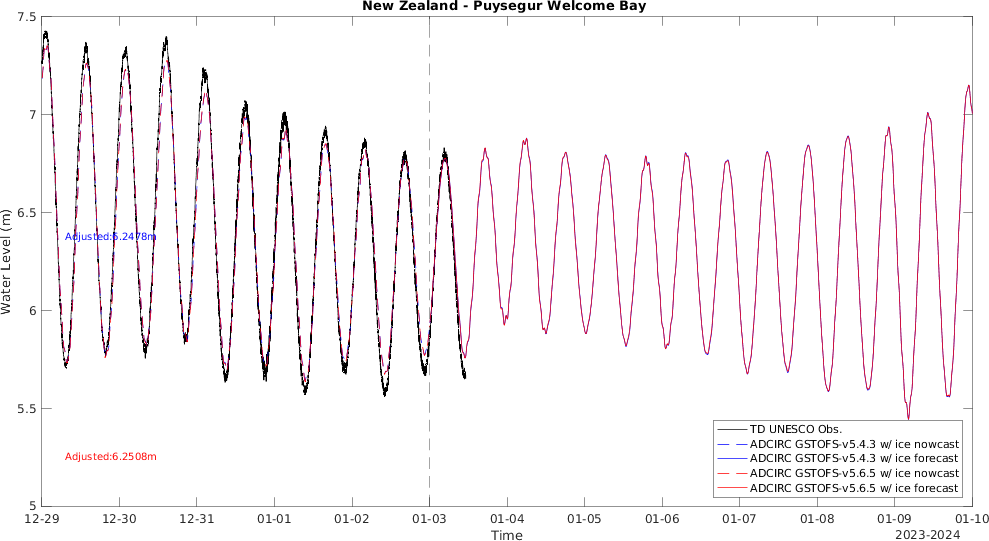 New Zealand - Puysegur Welcome Bay
7.5
7
6.5
6
5.5
5
Water Level (m)
Adjusted:6.2478m
Adjusted:6.2508m
TD UNESCO Obs.
ADCIRC GSTOFS-v5.4.3 w/ ice nowcast
ADCIRC GSTOFS-v5.4.3 w/ ice forecast
ADCIRC GSTOFS-v5.6.5 w/ ice nowcast
ADCIRC GSTOFS-v5.6.5 w/ ice forecast
12-29 12-30 12-31 01-01 01-02 01-03 01-04 01-05 01-06 01-07 01-08 01-09 01-10
Time
2023-2024